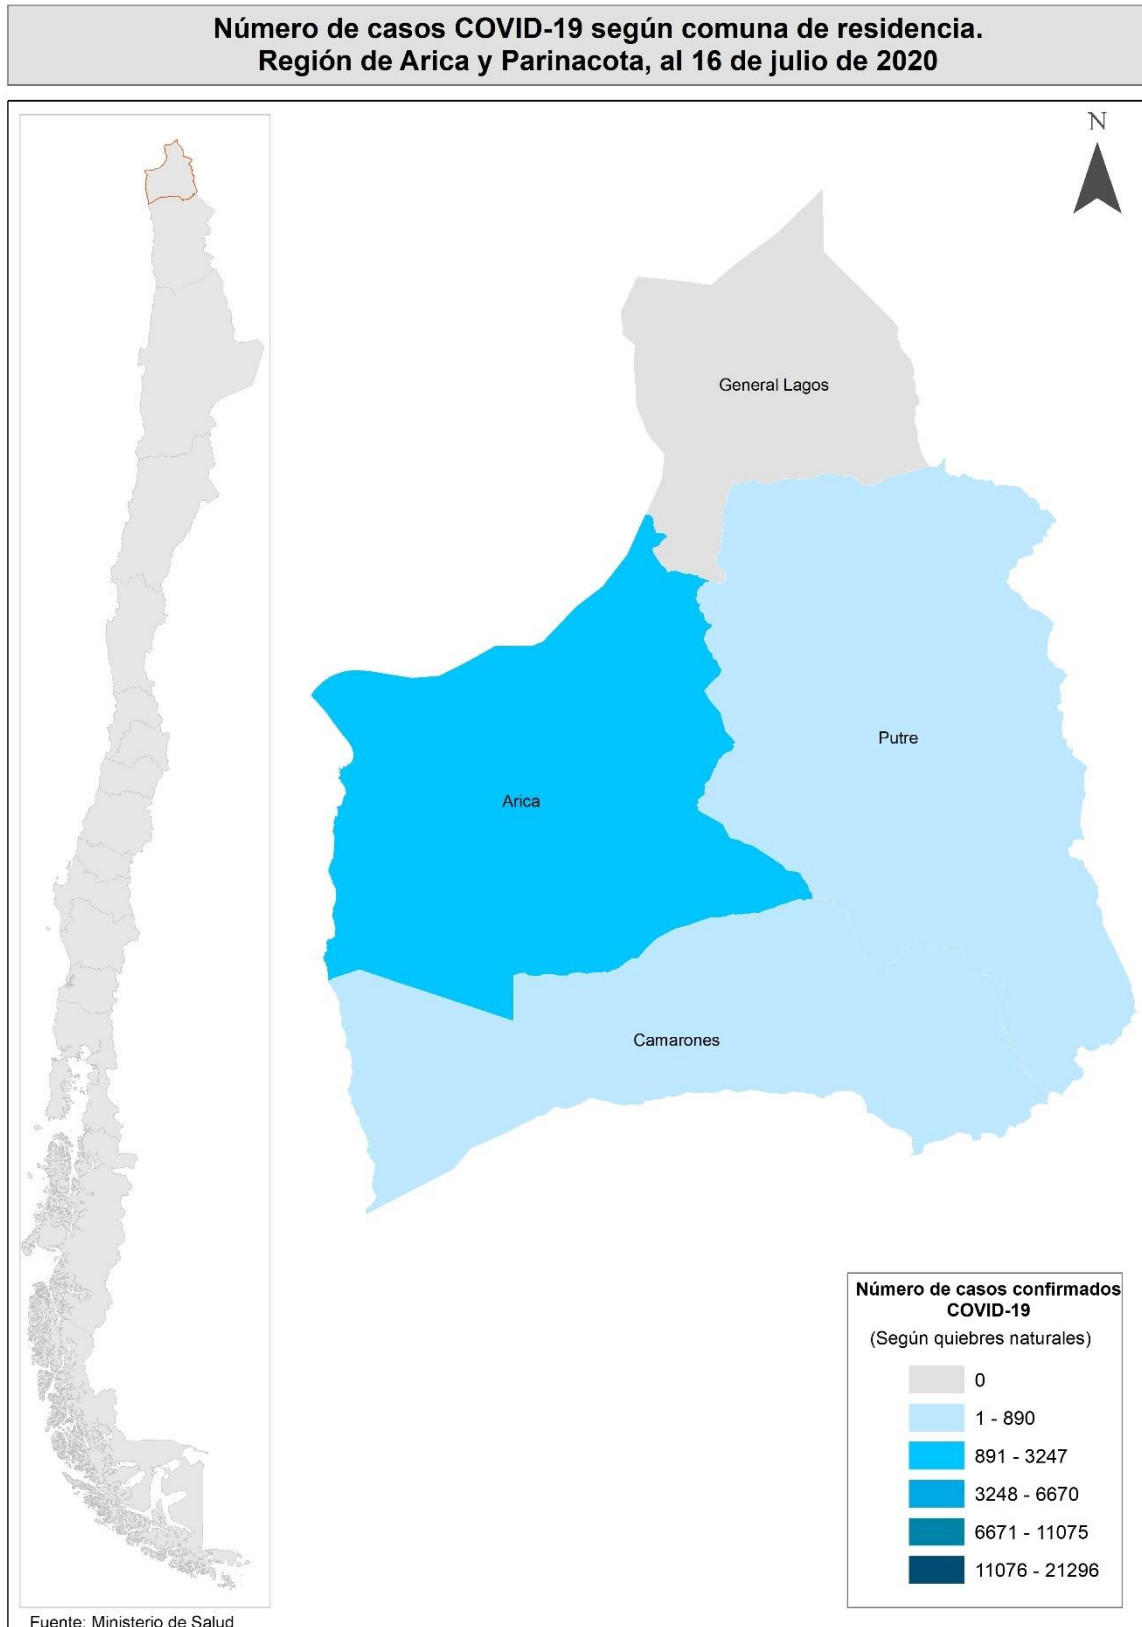 Número de casos COVID-19 según comuna de residencia.
Región de Arica y Parinacota, al 16 de julio de 2020
N
General Lagos
Putre
Arica
Camarones
Número de casos confirmados
COVID-19
(Según quiebres naturales)
0
1 - 890
891 - 3247
3248 - 6670
6671 - 11075
11076 - 21296
Fuente: Ministerio de Salud